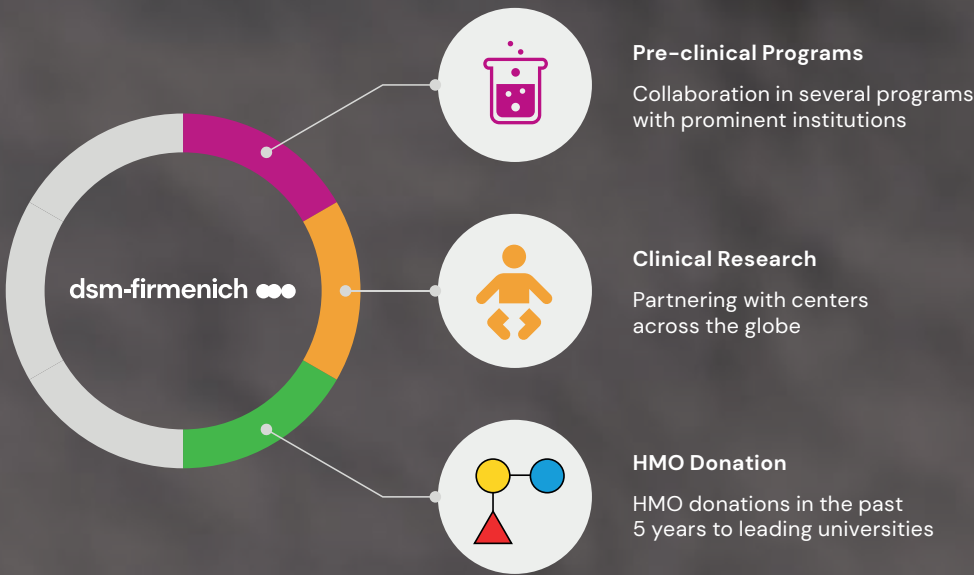 dsm-firmenich
Pre-clinical Programs
Collaboration in several programs
with prominent institutions
Clinical Research
Partnering with centers
across the globe
HMO Donation
HMO donations in the past
5 years to leading universities